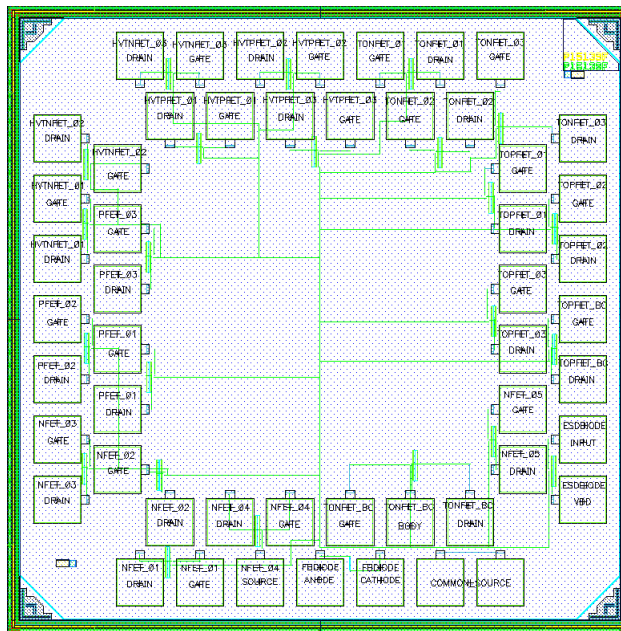 HVTNFET_03
DRAIN
HVTNFET_03
GATE
HVTPFET_02
DRAIN
HVTPFET_02
GATE
TONFET_01
GATE
TONFET_01
DRAIN
TONFET_03
GATE
HVTPFET_01
DRAIN
HVTPFET_01
GATE
HVTPFET_03
DRAIN
HVTPFET_03
GATE
TONFET_02
GATE
TONFET_02
DRAIN
HVTNFET_02
DRAIN
TONFET_03
DRAIN
HVTNFET_02
GATE
TOPFET_01
GATE
HVTNFET_01
GATE
TOPFET_02
GATE
PFET_03
GATE
TOPFET_01
DRAIN
HVTNFET_01
DRAIN
TOPFET_02
DRAIN
PFET_03
DRAIN
TOPFET_03
GATE
PFET_02
GATE
TOPFET_BC
GATE
PFET_01
GATE
TOPFET_03
DRAIN
PFET_02
DRAIN
TOPFET_BC
DRAIN
PFET_01
DRAIN
NFET_05
GATE
NFET_03
GATE
ESDDIODE
INPUT
NFET_02
GATE
NFET_05
DRAIN
NFET_03
DRAIN
ESDDIODE
VDD
NFET_02
DRAIN
NFET_04
DRAIN
NFET_04
GATE
TONFET_BC
GATE
TONFET_BC
BODY
TONFET_BC
DRAIN
NFET_01
DRAIN
NFET_01
GATE
NFET_04
SOURCE
FBDIODE
ANODE
FBDIODE
CATHODE
COMMON_SOURCE